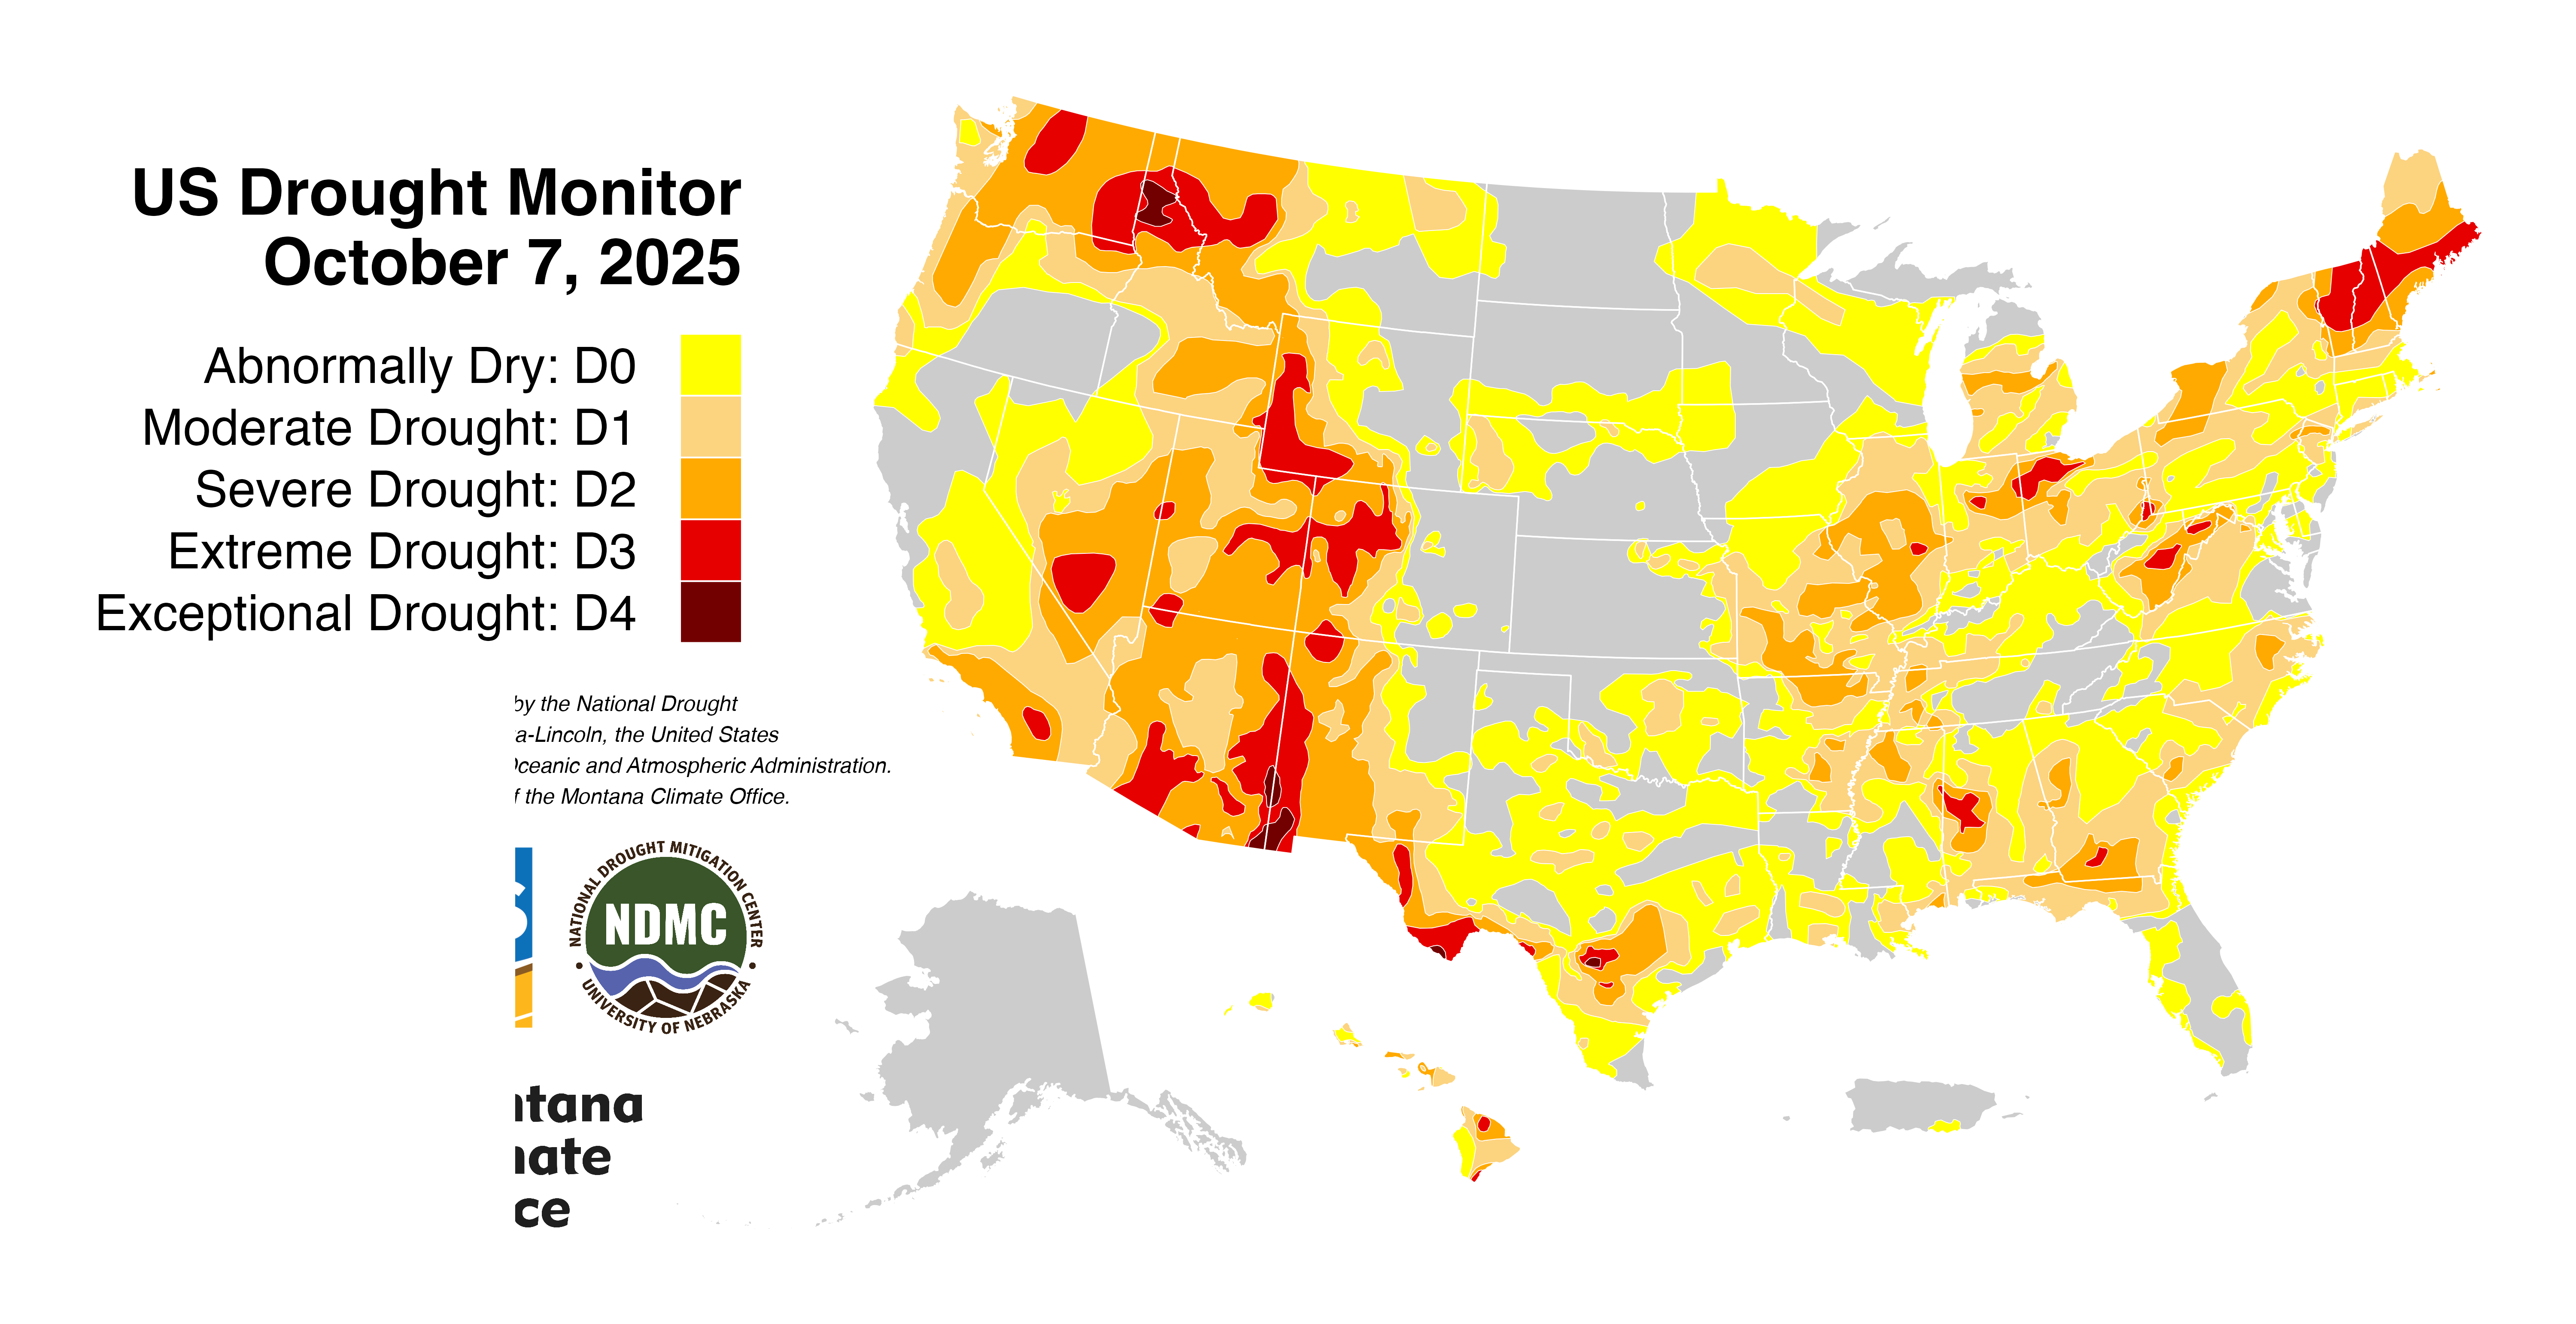 US Drought Monitor
October 7, 2025
Abnormally Dry: D0
Moderate Drought: D1
Severe Drought: D2
Extreme Drought: D3
Exceptional Drought: D4
by the National Drought
a-Lincoln, the United States
Oceanic and Atmospheric Administration.
f the Montana Climate Office.
S
NATIONAL DROUGHT MITIGATION CENTER
NDMC
UNIVERSITY OF NEBRASKA
ntana
nate
ce